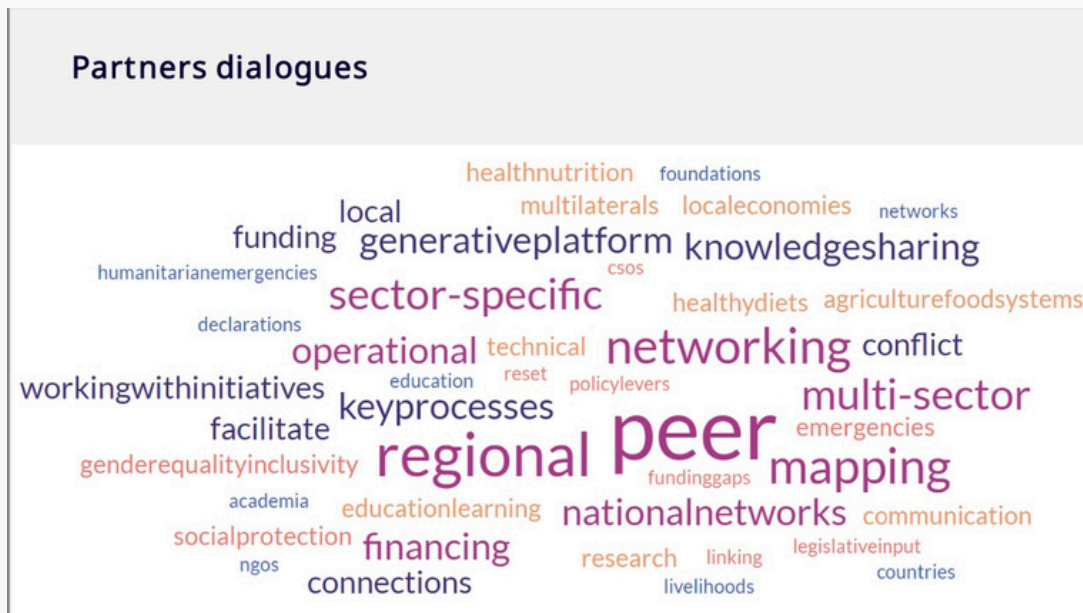 Partners dialogues
healthnutrition foundations
local multilaterals localeconomies networks
funding generativeplatform knowledgesharing
humanitarianemergencies csos
sector-specific healthydiets agriculturefoodsystems
declarations
operational technical networking conflict
workingwithinitiatives education reset policylevers multi-sector
keyprocesses
facilitate peer emergencies
genderequalityinclusivity regional fundinggaps mapping
academia educationlearning nationalnetworks communication
socialprotection financing research linking legislativeinput
ngos connections livelihoods countries